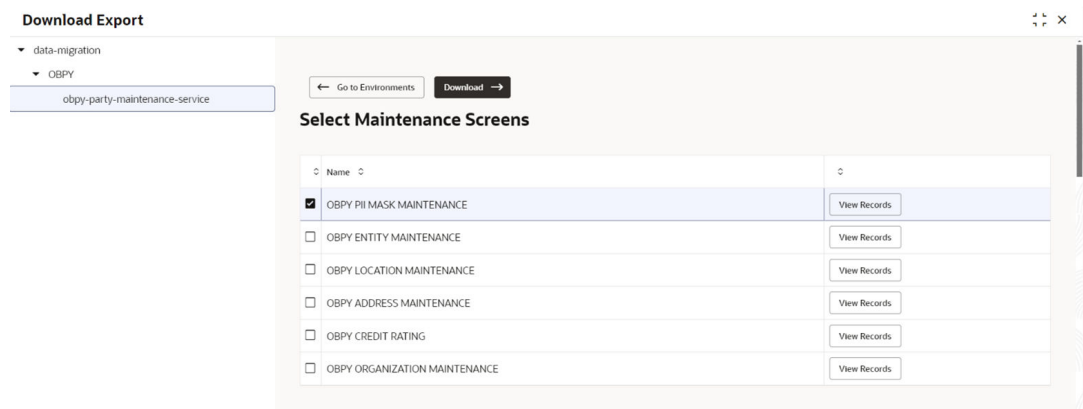 Download Export
data-migration
OBPY
obpy-party-maintenance-service
Go to Environments
Download
Select Maintenance Screens
Name
OBPY PII MASK MAINTENANCE View Records
OBPY ENTITY MAINTENANCE View Records
OBPY LOCATION MAINTENANCE View Records
OBPY ADDRESS MAINTENANCE View Records
OBPY CREDIT RATING View Records
OBPY ORGANIZATION MAINTENANCE View Records